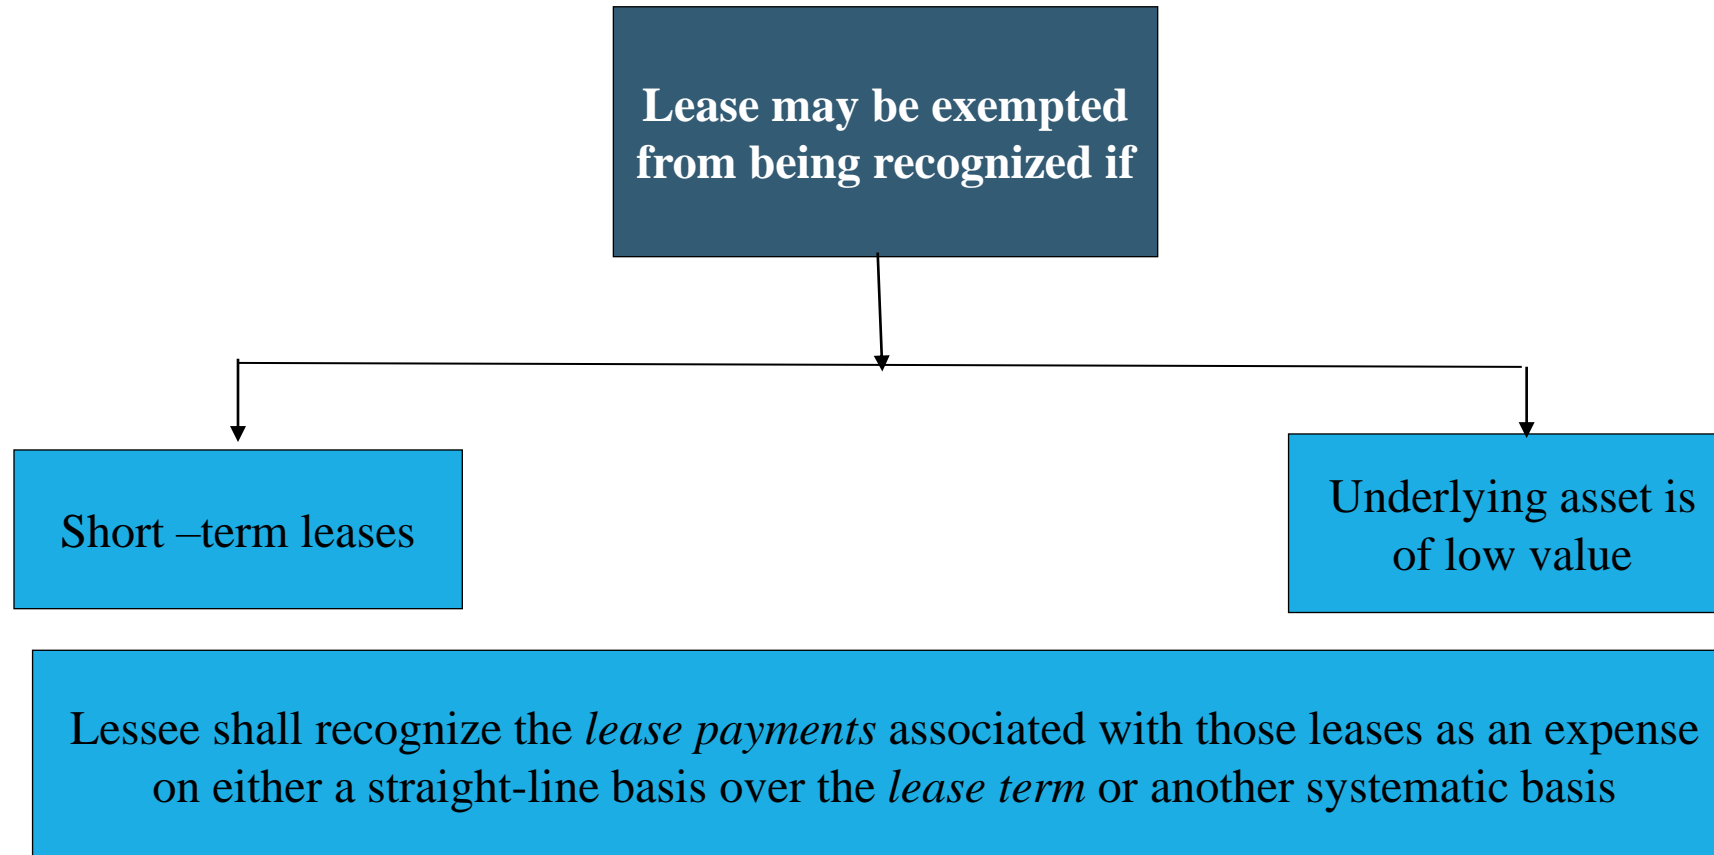 Lease may be exempted
from being recognized if
Short –term leases
Underlying asset is
of low value
Lessee shall recognize the lease payments associated with those leases as an expense
on either a straight-line basis over the lease term or another systematic basis